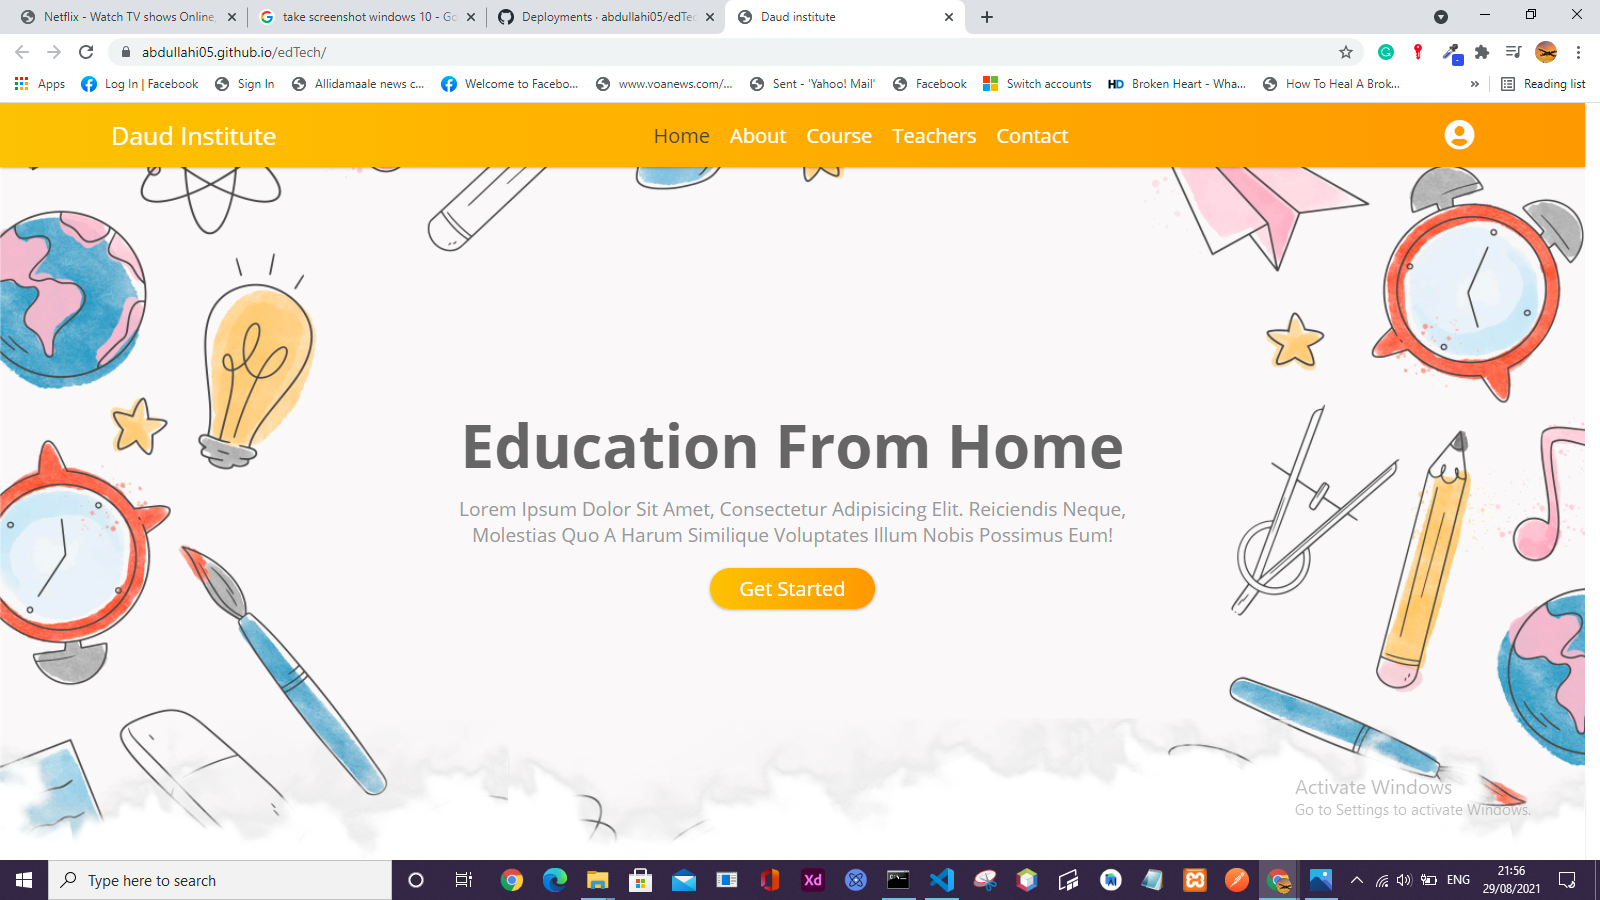 Netflix - Watch TV shows Online,
take screenshot windows 10 - Go
Deployments · abdullahi05/edTec
Daud institute
abdullahi05.github.io/edTech/
Apps
Log In | Facebook
Sign In
Allidamaale news c...
Welcome to Facebo...
www.voanews.com/...
Sent - 'Yahoo! Mail'
Facebook
Switch accounts
HD
Broken Heart - Wha...
How To Heal A Brok...
»
Reading list
Daud Institute
Home
About
Course
Teachers
Contact
Education From Home
Lorem Ipsum Dolor Sit Amet, Consectetur Adipisicing Elit. Reiciendis Neque,
Molestias Quo A Harum Similique Voluptates Illum Nobis Possimus Eum!
Get Started
Activate Windows
Go to Settings to activate Windows.
Type here to search
Xd
ENG
21:56
29/08/2021